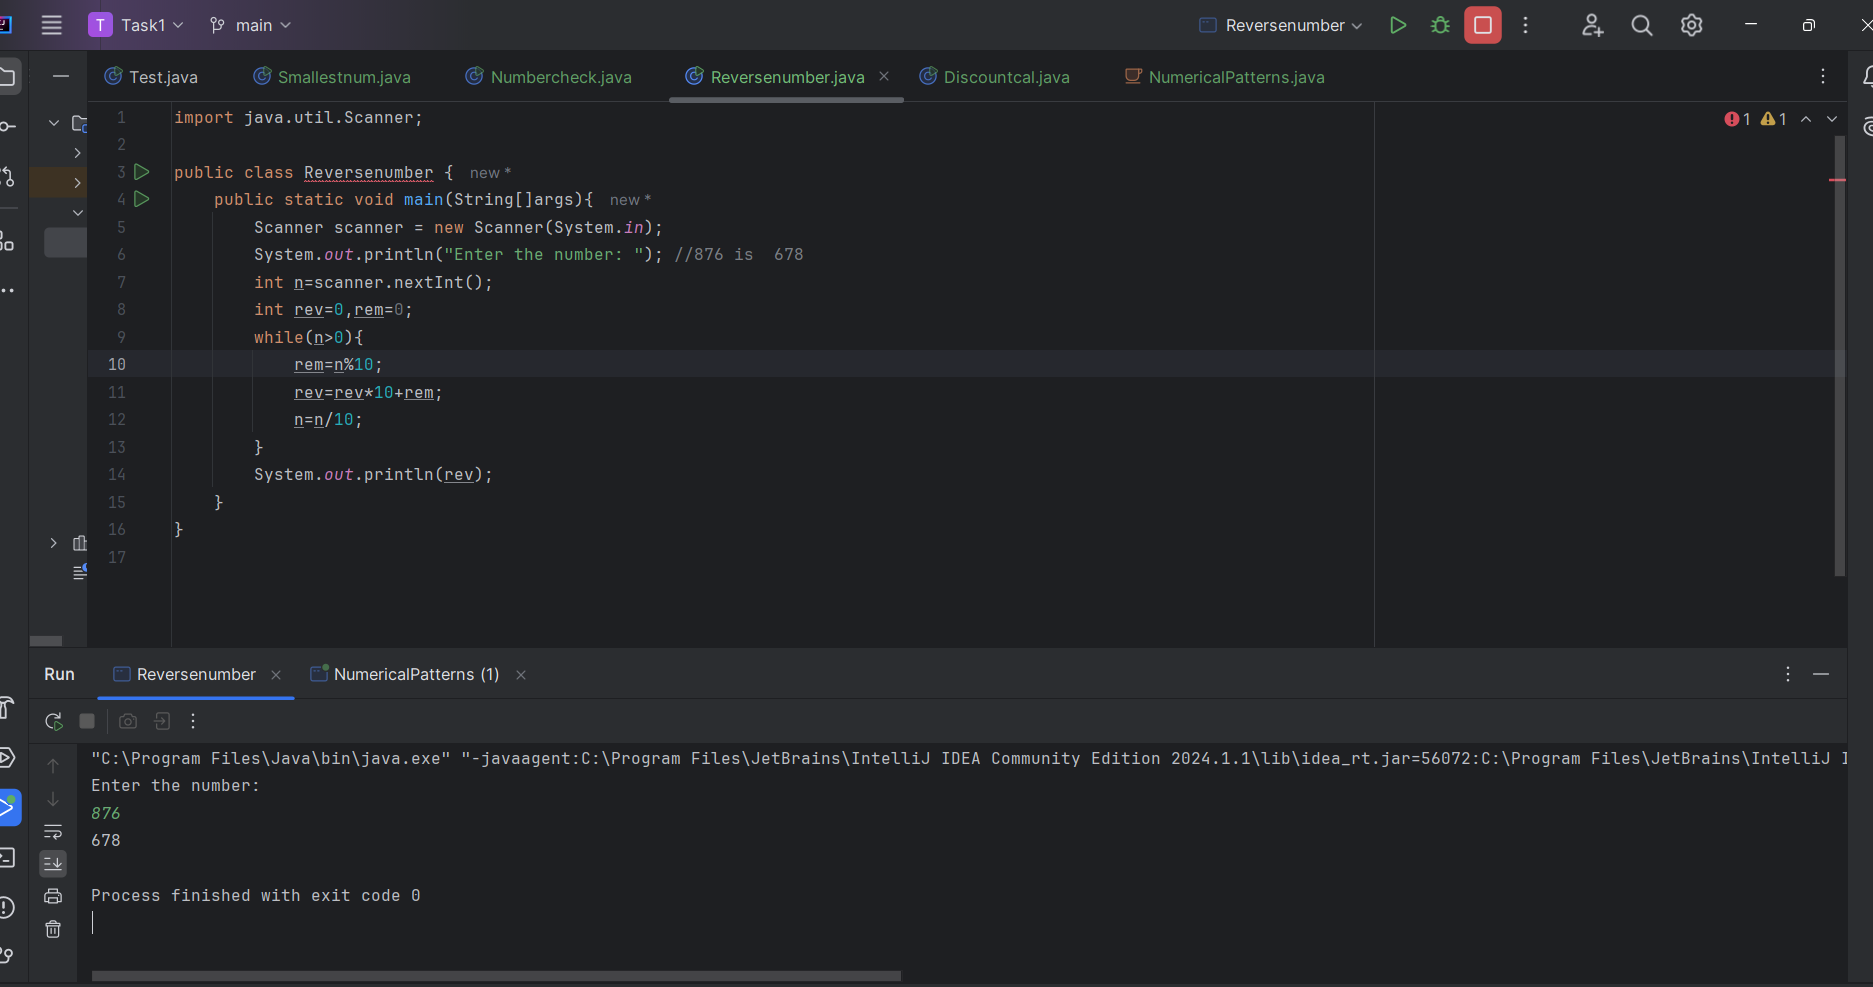 T Task1 main Reversenumber
Test.java Smallestnum.java Numbercheck.java Reversenumber.java Discountcal.java NumericalPatterns.java
1 import java.util.Scanner; 1 1
2
3 public class Reversenumber { new *
4 public static void main(String[]args){ new *
5 Scanner scanner = new Scanner(System.in);
6 System.out.println("Enter the number: "); //876 is  678
7 int n=scanner.nextInt();
8 int rev=0,rem=0;
9 while(n>0){
10 rem=n%10;
11 rev=rev*10+rem;
12 n=n/10;
13 }
14 System.out.println(rev);
15 }
16 }
17
Run Reversenumber NumericalPatterns (1)
"C:\Program Files\Java\bin\java.exe" "-javaagent:C:\Program Files\JetBrains\IntelliJ IDEA Community Edition 2024.1.1\lib\idea_rt.jar=56072:C:\Program Files\JetBrains\IntelliJ
Enter the number:
876
678
Process finished with exit code 0